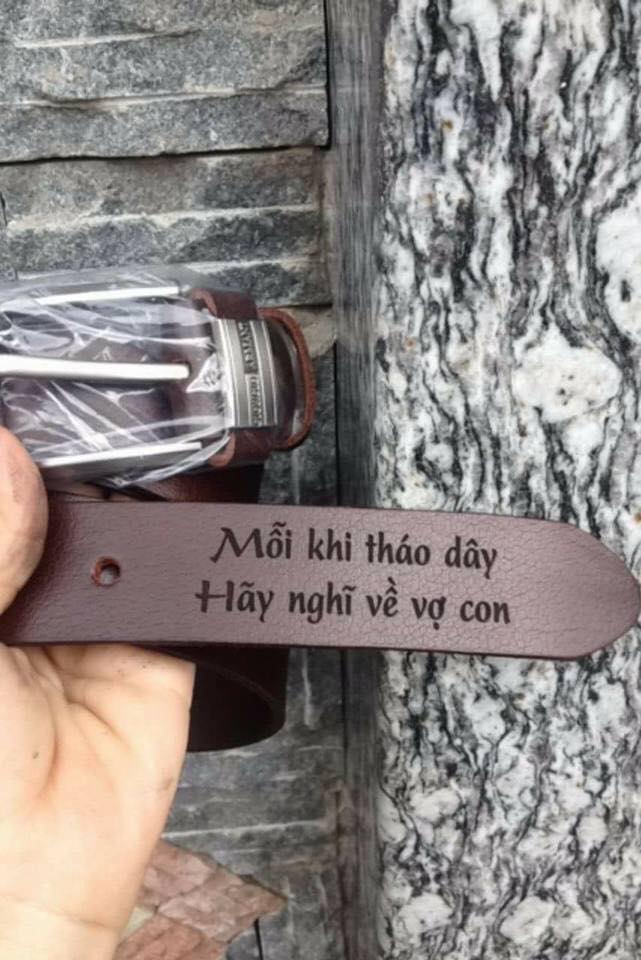 Mỗi khi tháo dây
Hãy nghĩ về vợ con